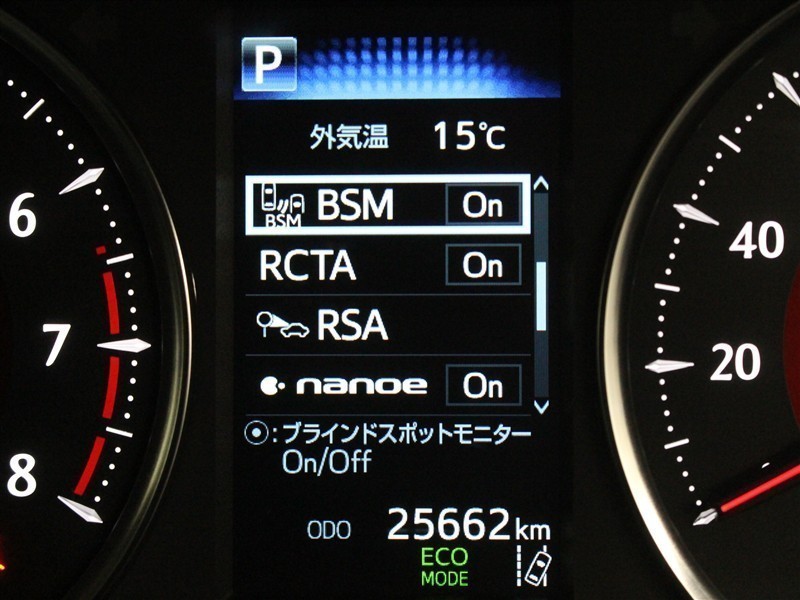 P
外気温 15℃
BSM BSM On
RCTA On
RSA
nanoe On
:ブラインドスポットモニター
On/Off
ODO 25662km
ECO
MODE
6
7
8
40
20